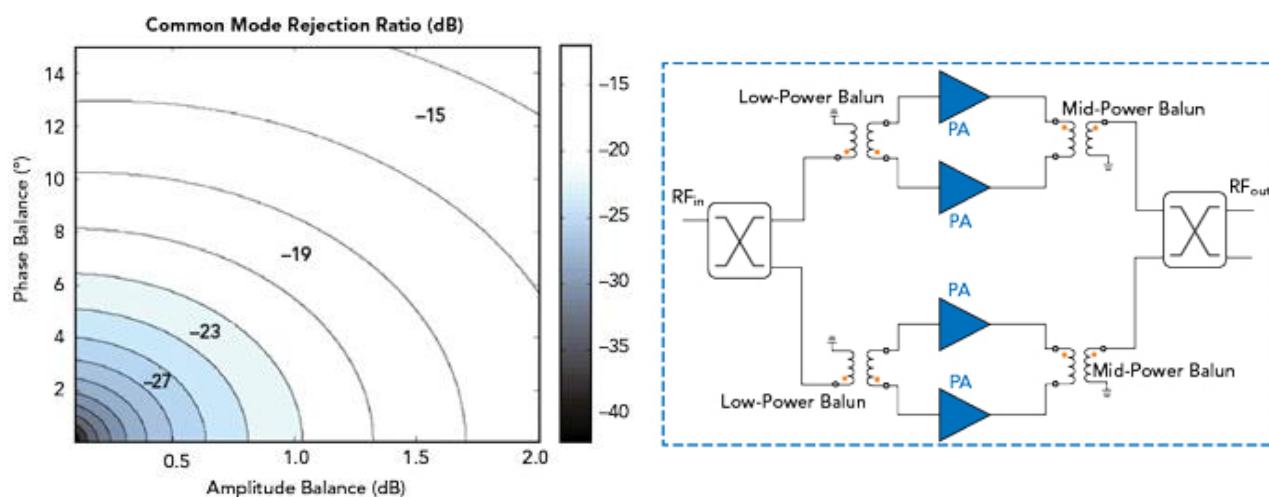 Common Mode Rejection Ratio (dB)
Phase Balance (°)
14
12
10
8
6
4
2
−15
−19
−23
−27
0.5
1.0
1.5
2.0
Amplitude Balance (dB)
−15
−20
−25
−30
−35
−40
Low-Power Balun
PA
Mid-Power Balun
PA
RFin
RFout
PA
Low-Power Balun
PA
Mid-Power Balun